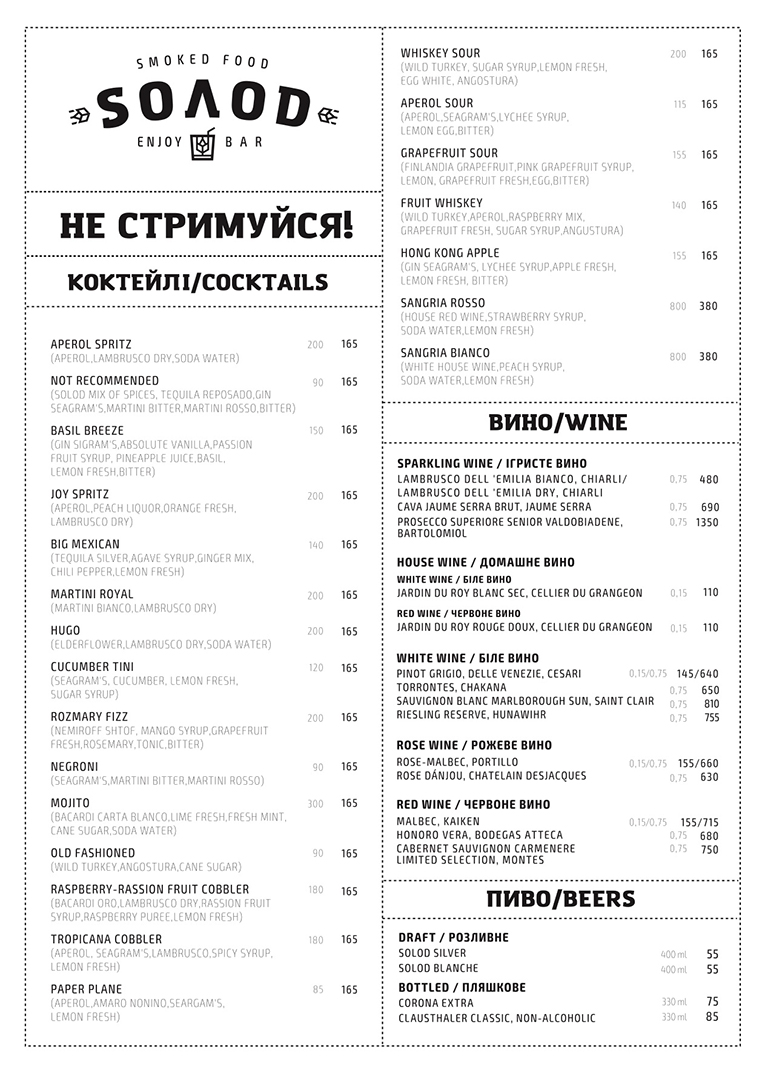 SMOKED FOOD
SOΛOD
ENJOY BAR
НЕ СТРИМУЙСЯ!
КОКТЕЙЛІ/COCKTAILS
APEROL SPRITZ 200 165
(APEROL,LAMBRUSCO DRY,SODA WATER)
NOT RECOMMENDED 90 165
(SOLOD MIX OF SPICES, TEQUILA REPOSADO,GIN
SEAGRAM'S,MARTINI BITTER,MARTINI ROSSO,BITTER)
BASIL BREEZE 150 165
(GIN SIGRAM'S,ABSOLUTE VANILLA,PASSION
FRUIT SYRUP, PINEAPPLE JUICE,BASIL,
LEMON FRESH,BITTER)
JOY SPRITZ 200 165
(APEROL,PEACH LIQUOR,ORANGE FRESH,
LAMBRUSCO DRY)
BIG MEXICAN 140 165
(TEQUILA SILVER,AGAVE SYRUP,GINGER MIX,
CHILI PEPPER,LEMON FRESH)
MARTINI ROYAL 200 165
(MARTINI BIANCO,LAMBRUSCO DRY)
HUGO 200 165
(ELDERFLOWER,LAMBRUSCO DRY,SODA WATER)
CUCUMBER TINI 120 165
(SEAGRAM'S, CUCUMBER, LEMON FRESH,
SUGAR SYRUP)
ROZMARY FIZZ 200 165
(NEMIROFF SHTOF, MANGO SYRUP,GRAPEFRUIT
FRESH,ROSEMARY,TONIC,BITTER)
NEGRONI 90 165
(SEAGRAM'S,MARTINI BITTER,MARTINI ROSSO)
MOJITO 300 165
(BACARDI CARTA BLANCO,LIME FRESH,FRESH MINT,
CANE SUGAR,SODA WATER)
OLD FASHIONED 90 165
(WILD TURKEY,ANGOSTURA,CANE SUGAR)
RASPBERRY-RASSION FRUIT COBBLER 180 165
(BACARDI ORO,LAMBRUSCO DRY,RASSION FRUIT
SYRUP,RASPBERRY PUREE,LEMON FRESH)
TROPICANA COBBLER 180 165
(APEROL, SEAGRAM'S,LAMBRUSCO,SPICY SYRUP,
LEMON FRESH)
PAPER PLANE 85 165
(APEROL,AMARO NONINO,SEARGAM'S,
LEMON FRESH)
WHISKEY SOUR 200 165
(WILD TURKEY, SUGAR SYRUP,LEMON FRESH,
EGG WHITE, ANGOSTURA)
APEROL SOUR 115 165
(APEROL,SEAGRAM'S,LYCHEE SYRUP,
LEMON EGG,BITTER)
GRAPEFRUIT SOUR 155 165
(FINLANDIA GRAPEFRUIT,PINK GRAPEFRUIT SYRUP,
LEMON, GRAPEFRUIT FRESH,EGG,BITTER)
FRUIT WHISKEY 140 165
(WILD TURKEY,APEROL,RASPBERRY MIX,
GRAPEFRUIT FRESH, SUGAR SYRUP,ANGUSTURA)
HONG KONG APPLE 155 165
(GIN SEAGRAM'S, LYCHEE SYRUP,APPLE FRESH,
LEMON FRESH, BITTER)
SANGRIA ROSSO 800 380
(HOUSE RED WINE,STRAWBERRY SYRUP,
SODA WATER,LEMON FRESH)
SANGRIA BIANCO 800 380
(WHITE HOUSE WINE,PEACH SYRUP,
SODA WATER,LEMON FRESH)
ВИНО/WINE
SPARKLING WINE / ІГРИСТЕ ВИНО
LAMBRUSCO DELL 'EMILIA BIANCO, CHIARLI/ 0,75 480
LAMBRUSCO DELL 'EMILIA DRY, CHIARLI
CAVA JAUME SERRA BRUT, JAUME SERRA 0,75 690
PROSECCO SUPERIORE SENIOR VALDOBIADENE, 0,75 1350
BARTOLOMIOL
HOUSE WINE / ДОМАШНЕ ВИНО
WHITE WINE / БІЛЕ ВИНО
JARDIN DU ROY BLANC SEC, CELLIER DU GRANGEON 0,15 110
RED WINE / ЧЕРВОНЕ ВИНО
JARDIN DU ROY ROUGE DOUX, CELLIER DU GRANGEON 0,15 110
WHITE WINE / БІЛЕ ВИНО
PINOT GRIGIO, DELLE VENEZIE, CESARI 0,15/0,75 145/640
TORRONTES, CHAKANA 0,75 650
SAUVIGNON BLANC MARLBOROUGH SUN, SAINT CLAIR 0,75 810
RIESLING RESERVE, HUNAWIHR 0,75 755
ROSE WINE / РОЖЕВЕ ВИНО
ROSE-MALBEC, PORTILLO 0,15/0,75 155/660
ROSE DÁNJOU, CHATELAIN DESJACQUES 0,75 630
RED WINE / ЧЕРВОНЕ ВИНО
MALBEC, KAIKEN 0,15/0,75 155/715
HONORO VERA, BODEGAS ATTECA 0,75 680
CABERNET SAUVIGNON CARMENERE 0,75 750
LIMITED SELECTION, MONTES
ПИВО/BEERS
DRAFT / РОЗЛИВНЕ
SOLOD SILVER 400 ml 55
SOLOD BLANCHE 400 ml 55
BOTTLED / ПЛЯШКОВЕ
CORONA EXTRA 330 ml 75
CLAUSTHALER CLASSIC, NON-ALCOHOLIC 330 ml 85